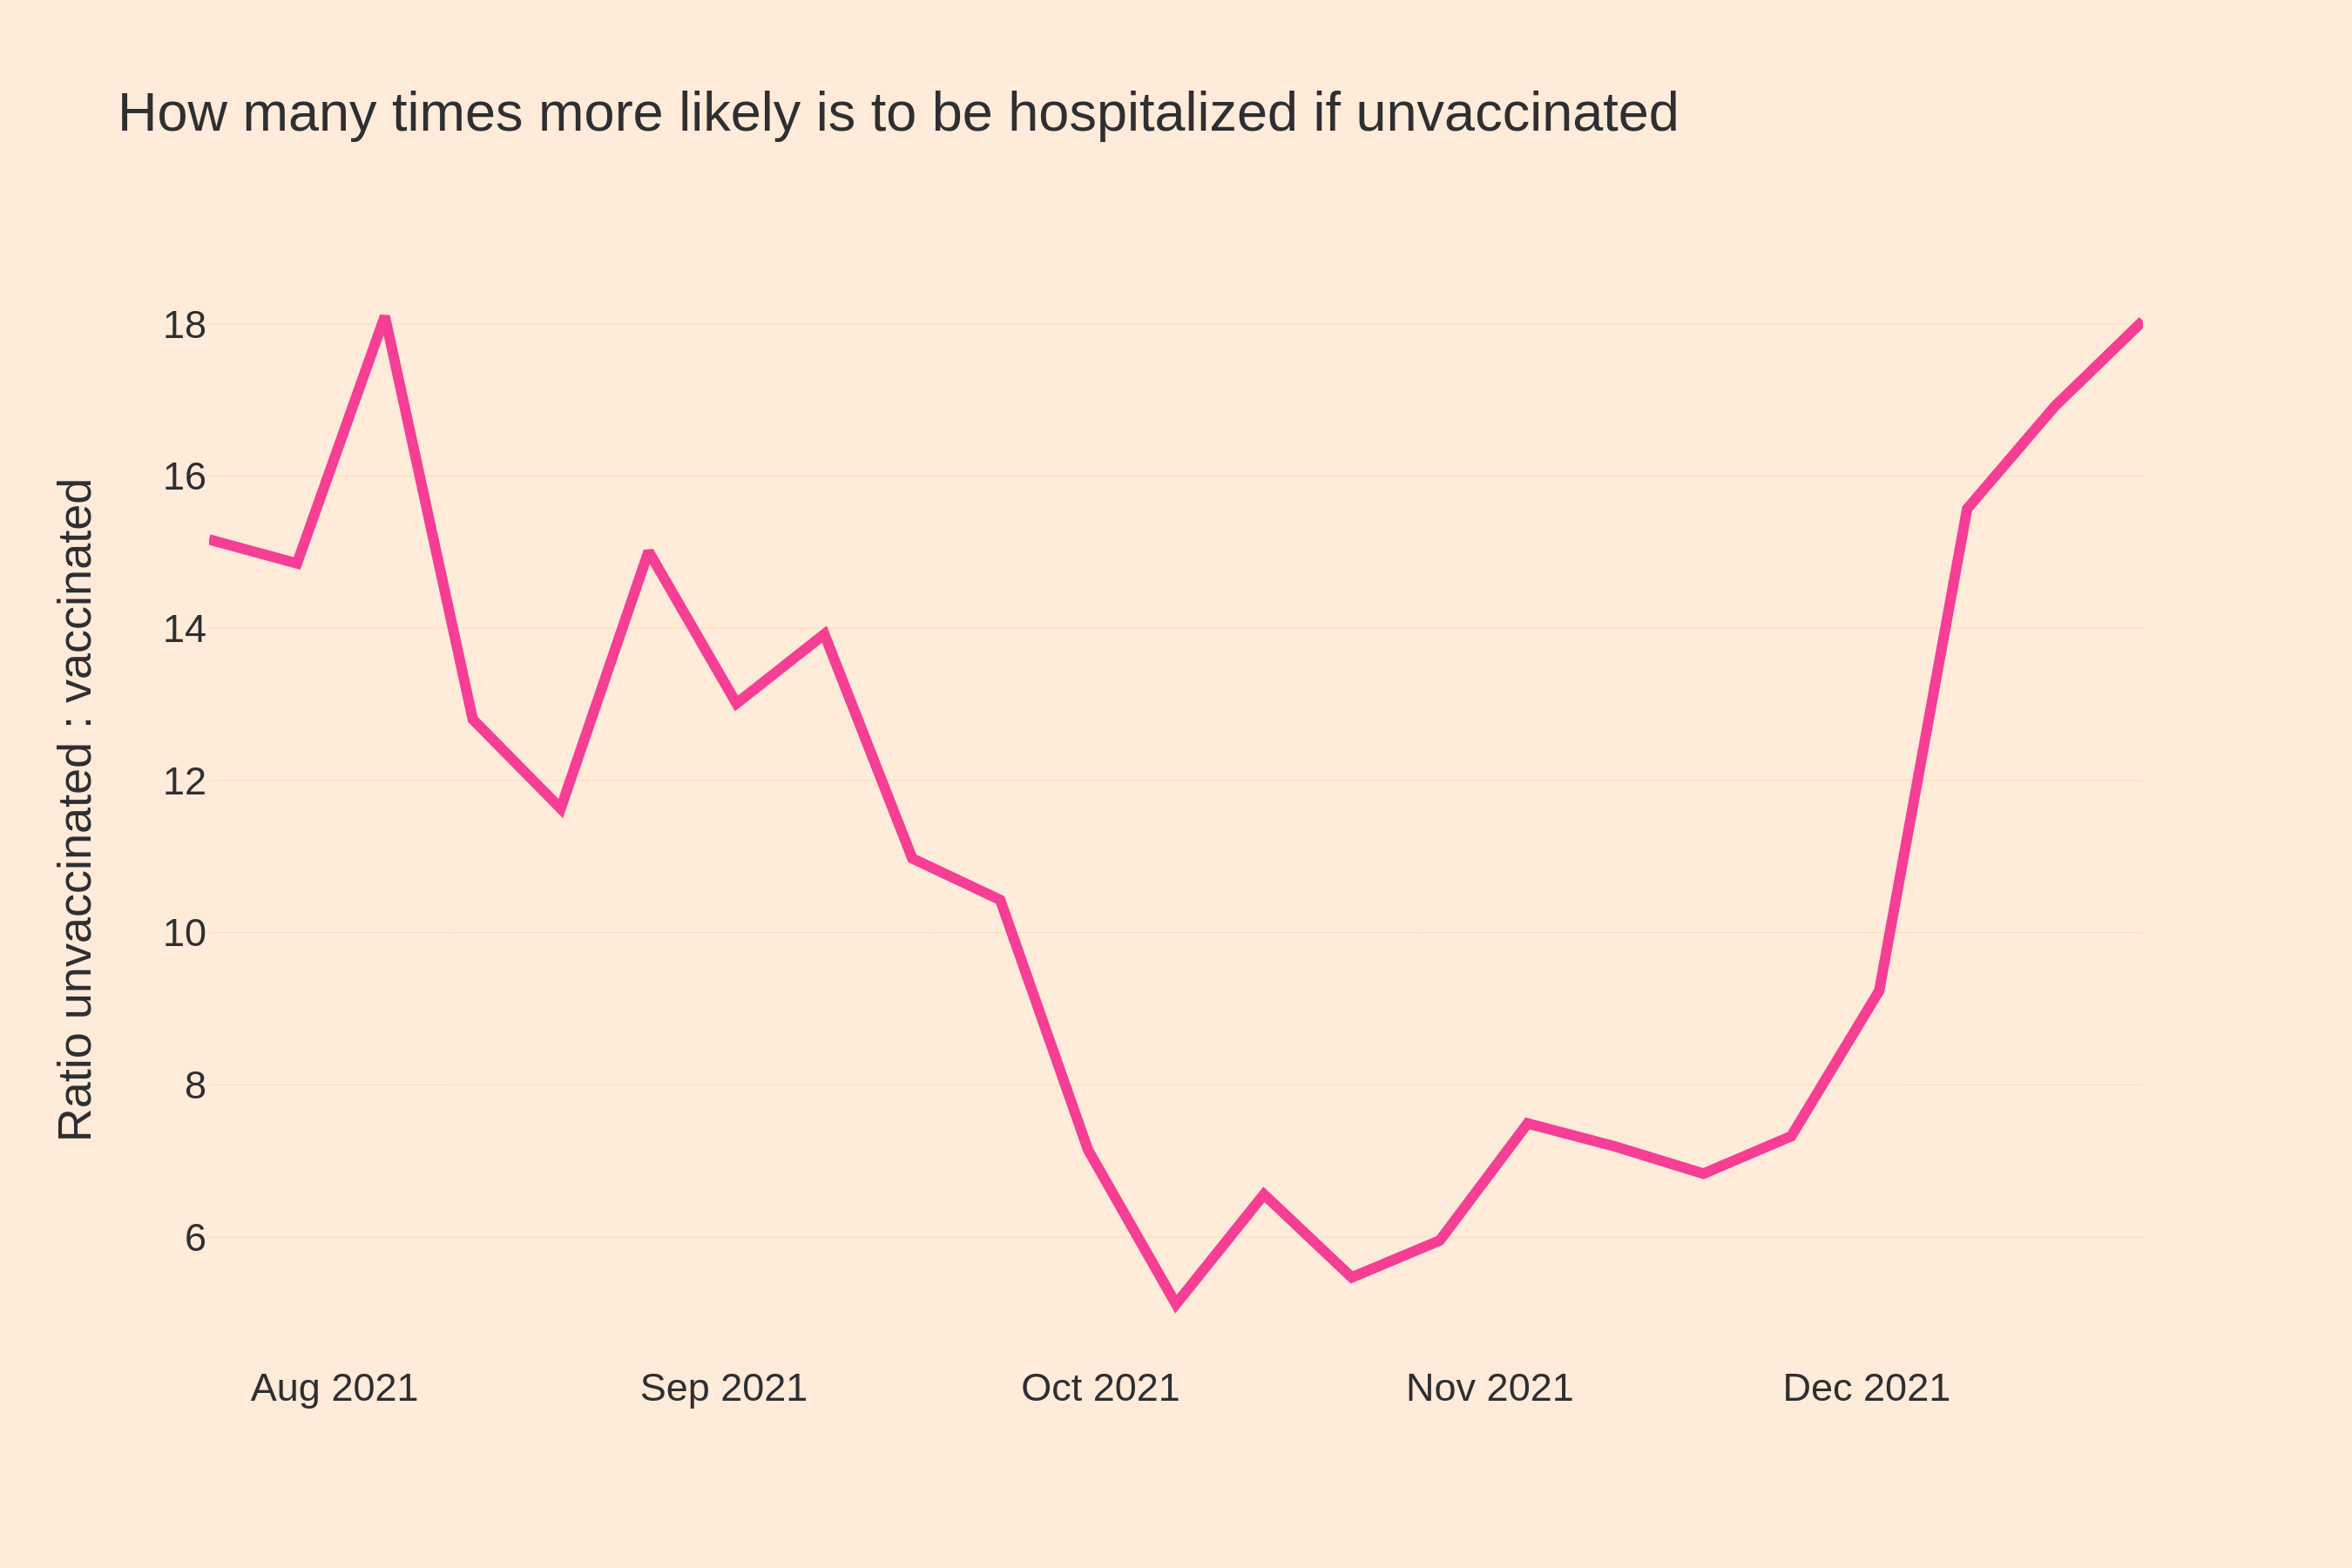 How many times more likely is to be hospitalized if unvaccinated
Ratio unvaccinated : vaccinated
18
16
14
12
10
8
6
Aug 2021
Sep 2021
Oct 2021
Nov 2021
Dec 2021